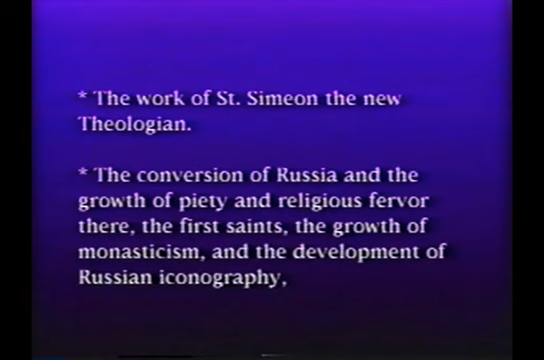 * The work of St. Simeon the new
Theologian.
* The conversion of Russia and the
growth of piety and religious fervor
there, the first saints, the growth of
monasticism, and the development of
Russian iconography,